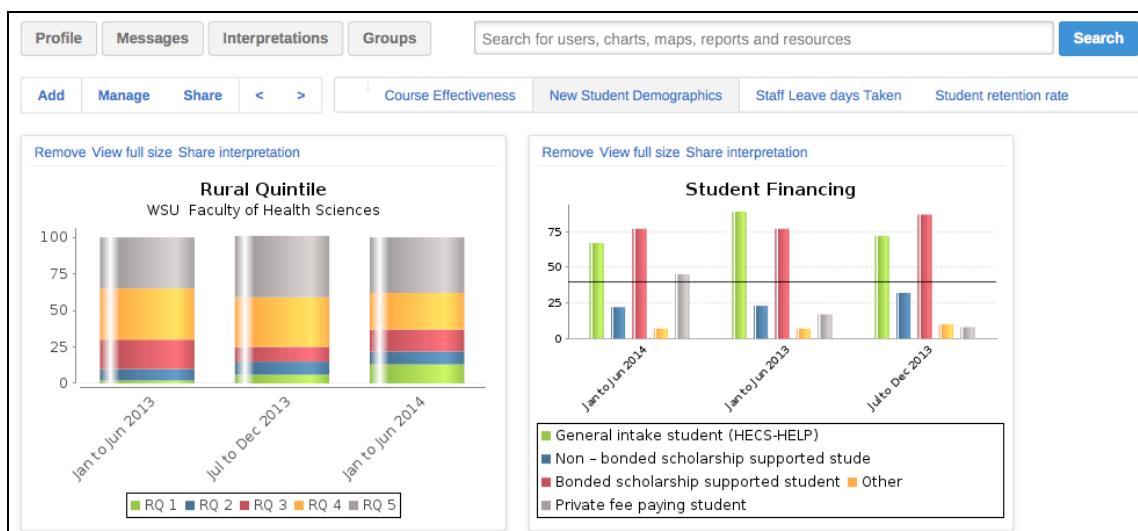 Profile Messages Interpretations Groups Search for users, charts, maps, reports and resources Search
Add Manage Share < > Course Effectiveness New Student Demographics Staff Leave days Taken Student retention rate
Remove View full size Share interpretation
Rural Quintile
WSU Faculty of Health Sciences
100
75
50
25
0
Jan to Jun 2013
Jul to Dec 2013
Jan to Jun 2014
RQ 1 RQ 2 RQ 3 RQ 4 RQ 5
Remove View full size Share interpretation
Student Financing
75
50
25
0
Jan to Jun 2014
Jan to Jun 2013
Jul to Dec 2013
General intake student (HECS-HELP)
Non – bonded scholarship supported stude
Bonded scholarship supported student Other
Private fee paying student